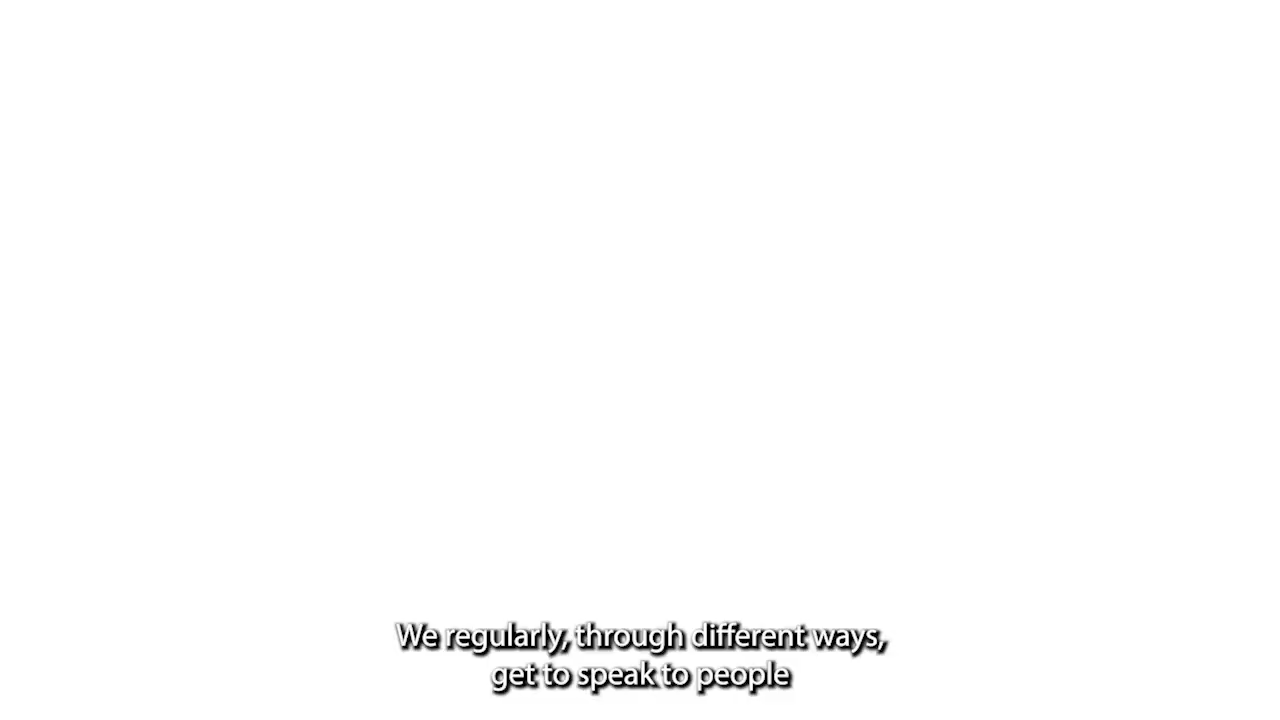 We regularly, through different ways,
get to speak to people